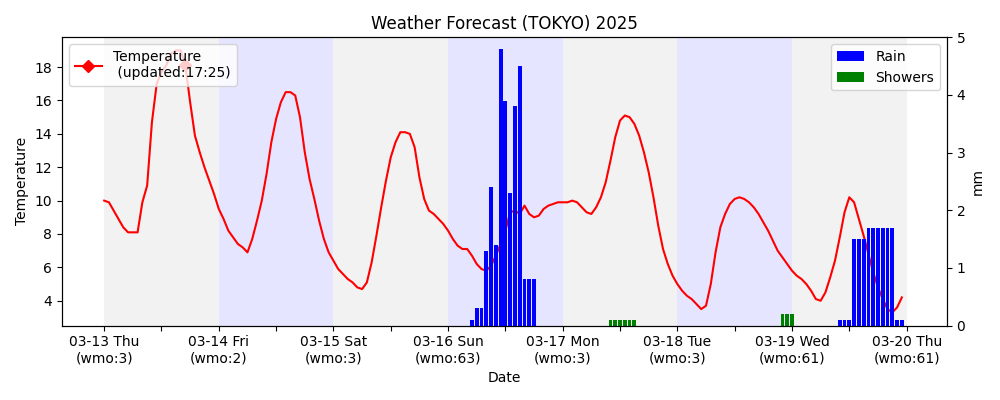 Weather Forecast (TOKYO) 2025
Temperature
(updated:17:25)
Rain
Showers
18
16
14
12
10
8
6
4
Temperature
5
4
3
2
1
0
mm
03-13 Thu
(wmo:3)
03-14 Fri
(wmo:2)
03-15 Sat
(wmo:3)
03-16 Sun
(wmo:63)
03-17 Mon
(wmo:3)
03-18 Tue
(wmo:3)
03-19 Wed
(wmo:61)
03-20 Thu
(wmo:61)
Date